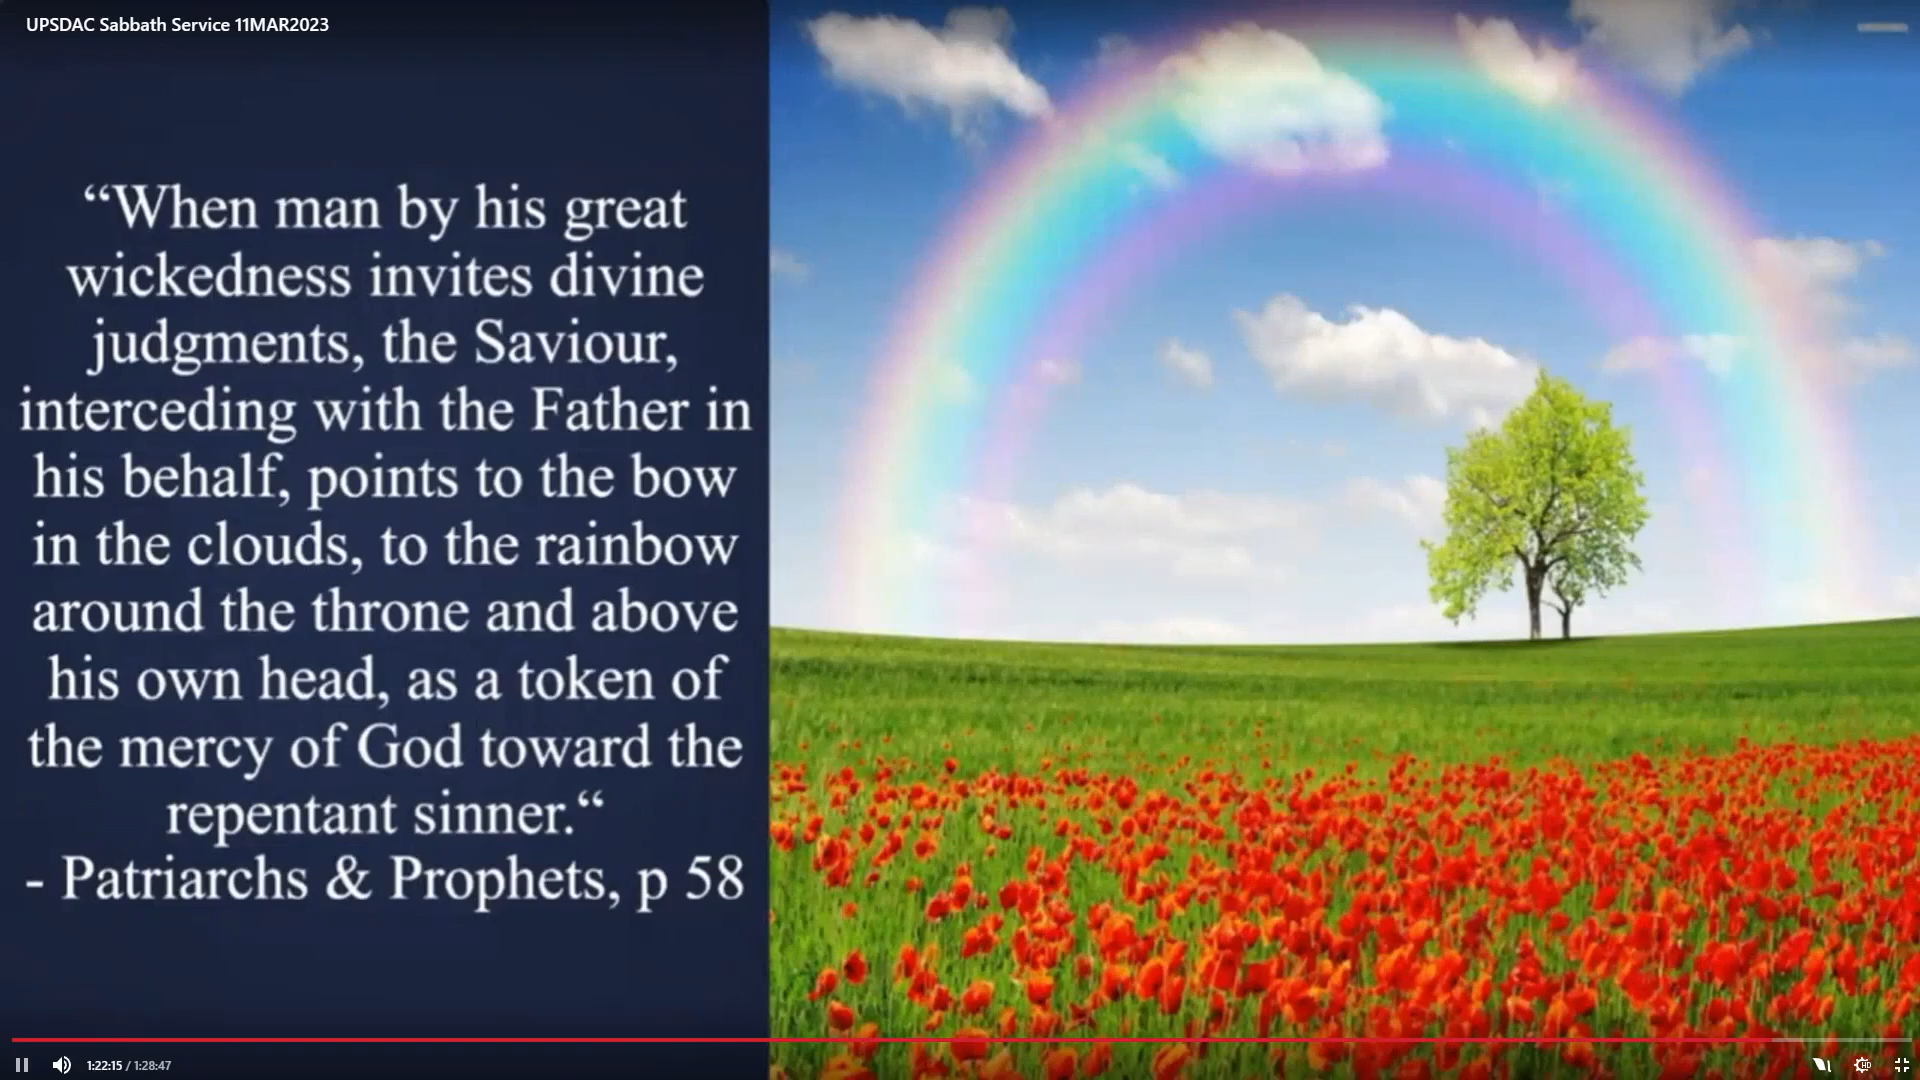 UPSDAC Sabbath Service 11MAR2023
“When man by his great
wickedness invites divine
judgments, the Saviour,
interceding with the Father in
his behalf, points to the bow
in the clouds, to the rainbow
around the throne and above
his own head, as a token of
the mercy of God toward the
repentant sinner.“
- Patriarchs & Prophets, p 58
1:22:15 / 1:28:47
HD